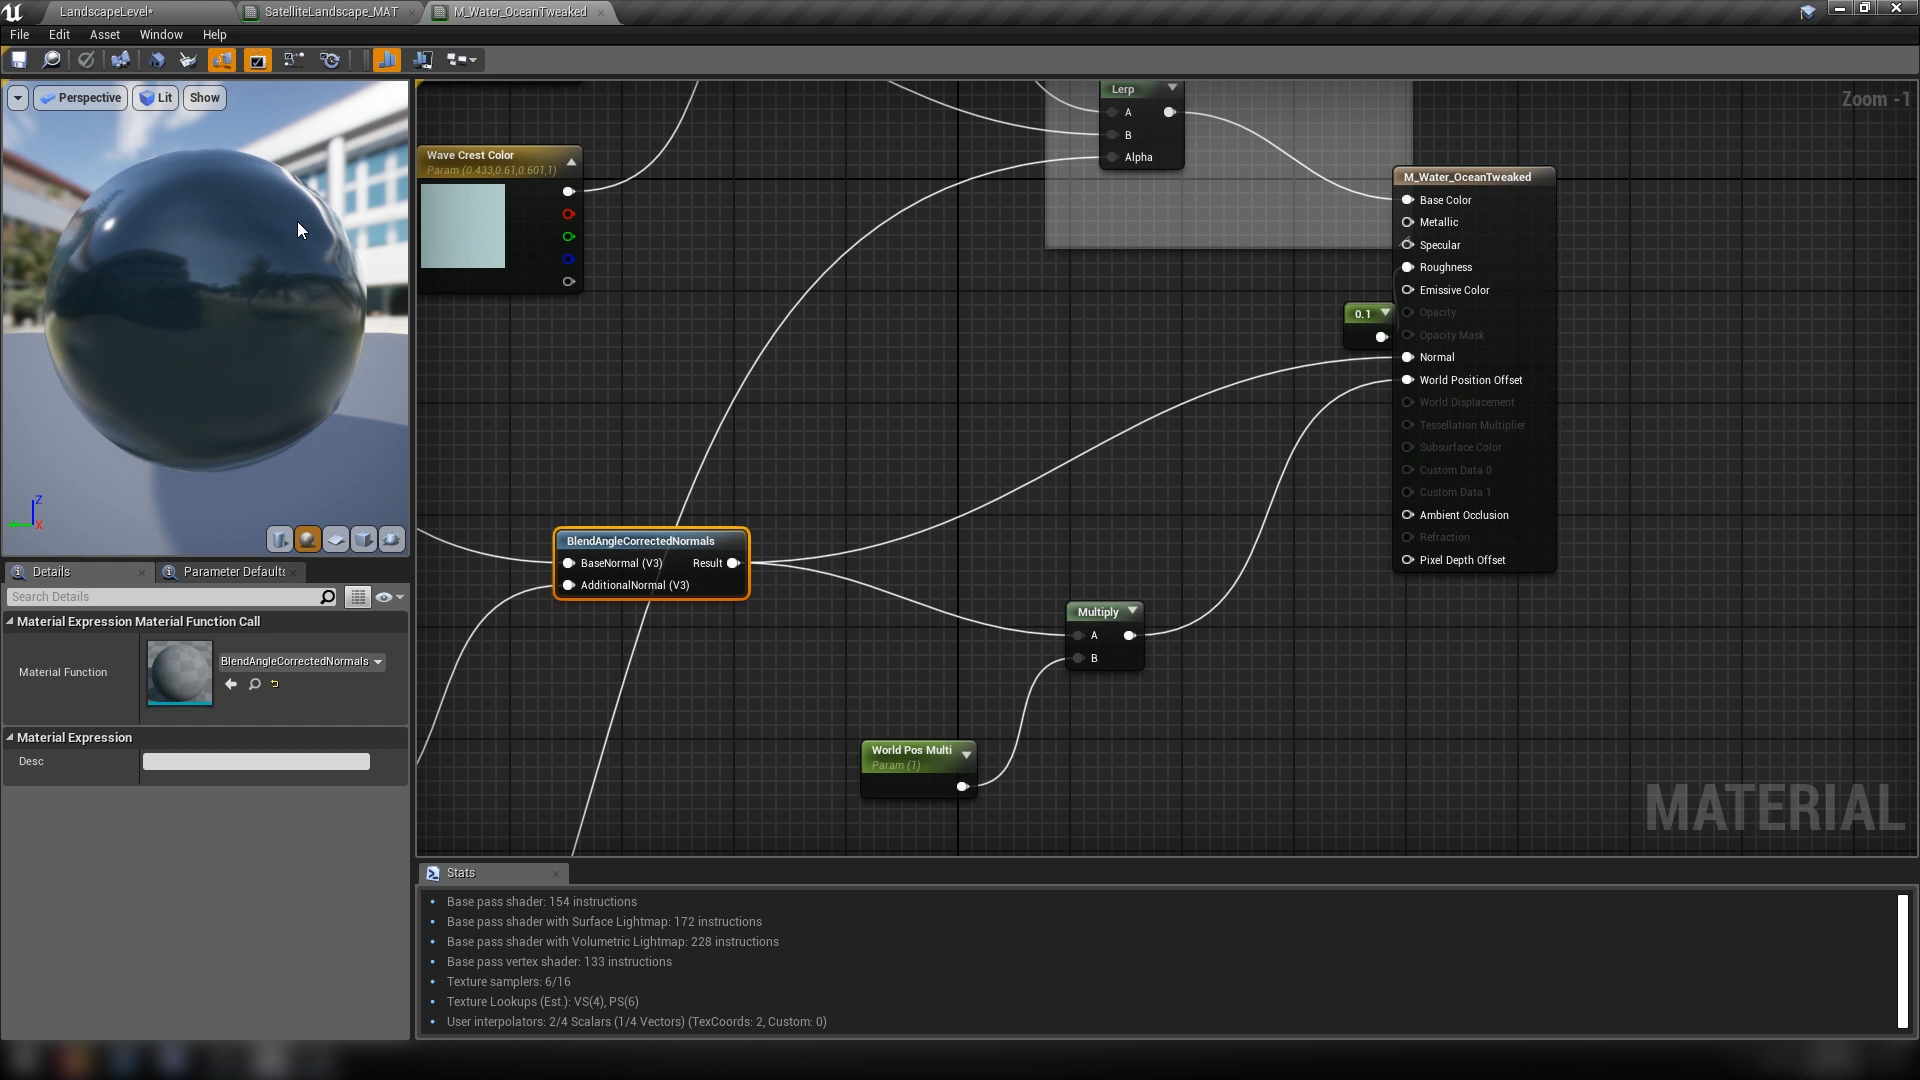 LandscapeLevel*
SatelliteLandscape_MAT
M_Water_OceanTweaked
File
Edit
Asset
Window
Help
Perspective
Lit
Show
Z
X
Zoom -1
Lerp
A
B
Alpha
Wave Crest Color
Param (0.433,0.61,0.601,1)
M_Water_OceanTweaked
Base Color
Metallic
Specular
Roughness
Emissive Color
Opacity
Opacity Mask
Normal
World Position Offset
World Displacement
Tessellation Multiplier
Subsurface Color
Custom Data 0
Custom Data 1
Ambient Occlusion
Refraction
Pixel Depth Offset
0.1
BlendAngleCorrectedNormals
BaseNormal (V3) Result
AdditionalNormal (V3)
Multiply
A
B
World Pos Multi
Param (1)
MATERIAL
Details
Parameter Defaults
Search Details
Material Expression Material Function Call
Material Function
BlendAngleCorrectedNormals
Material Expression
Desc
Stats
Base pass shader: 154 instructions
Base pass shader with Surface Lightmap: 172 instructions
Base pass shader with Volumetric Lightmap: 228 instructions
Base pass vertex shader: 133 instructions
Texture samplers: 6/16
Texture Lookups (Est.): VS(4), PS(6)
User interpolators: 2/4 Scalars (1/4 Vectors) (TexCoords: 2, Custom: 0)